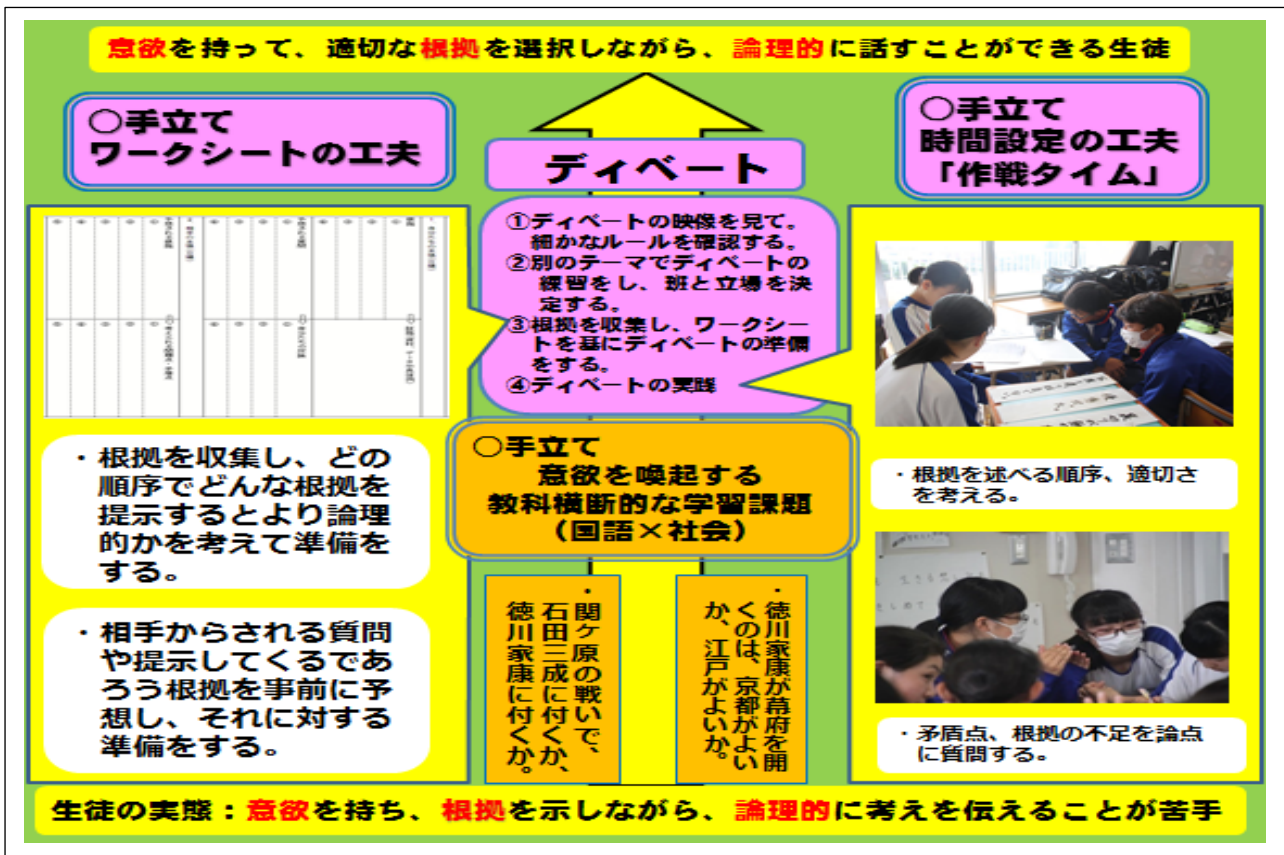 意欲を持って、適切な根拠を選択しながら、論理的に話すことができる生徒
○手立て
ワークシートの工夫
ディベート
○手立て
時間設定の工夫
「作戦タイム」
①ディベートの映像を見て、
細かなルールを確認する。
②別のテーマでディベートの
練習をし、班と立場を決
定する。
③根拠を収集し、ワークシー
トを基にディベートの準備
をする。
④ディベートの実践
・根拠を収集し、どの
順序でどんな根拠を
提示するとより論理
的かを考えて準備を
する。
・相手からされる質問
や提示してくるであ
ろう根拠を事前に予
想し、それに対する
準備をする。
○手立て
意欲を喚起する
教科横断的な学習課題
（国語×社会）
・徳川家康が幕府を開
くのは、京都がよい
か、江戸がよいか。
・関ケ原の戦いで、
石田三成に付くか、
徳川家康に付くか。
・根拠を述べる順序、適切さ
を考える。
・矛盾点、根拠の不足を論点
に質問する。
生徒の実態：意欲を持ち、根拠を示しながら、論理的に考えを伝えることが苦手